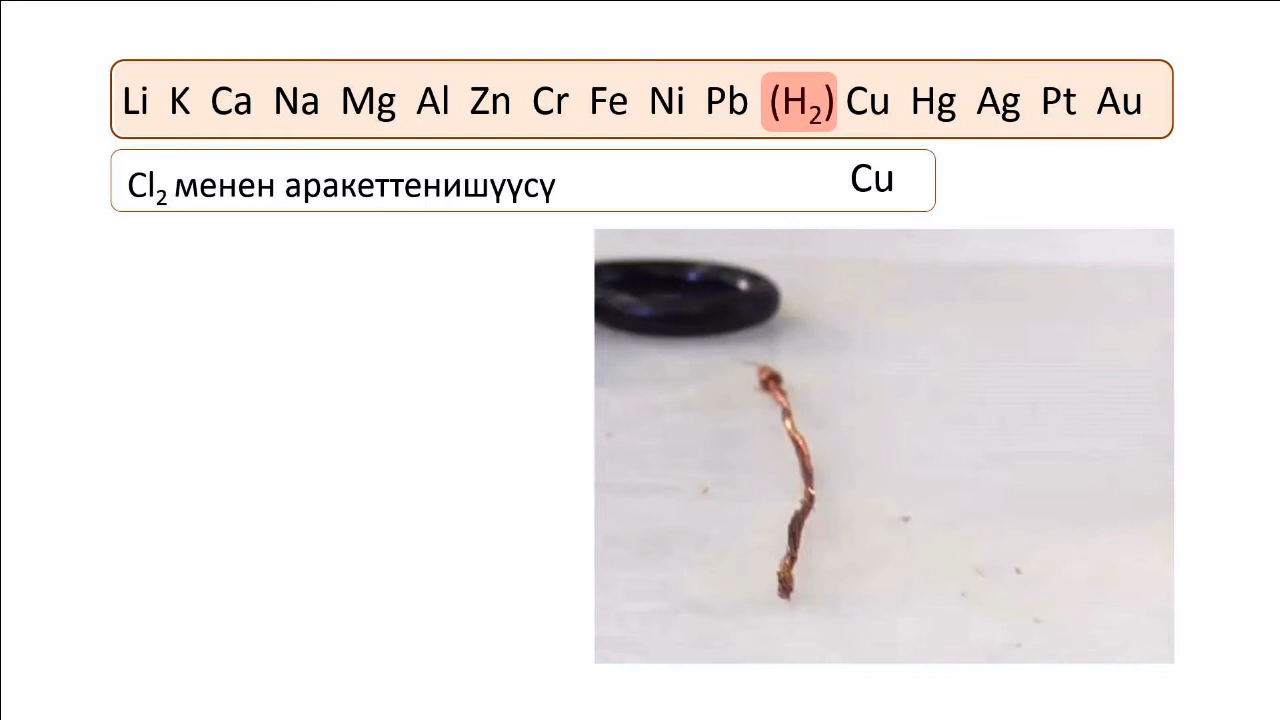 Li K Ca Na Mg Al Zn Cr Fe Ni Pb (H₂) Cu Hg Ag Pt Au
Cl₂ менен аракеттенишүүсү Cu